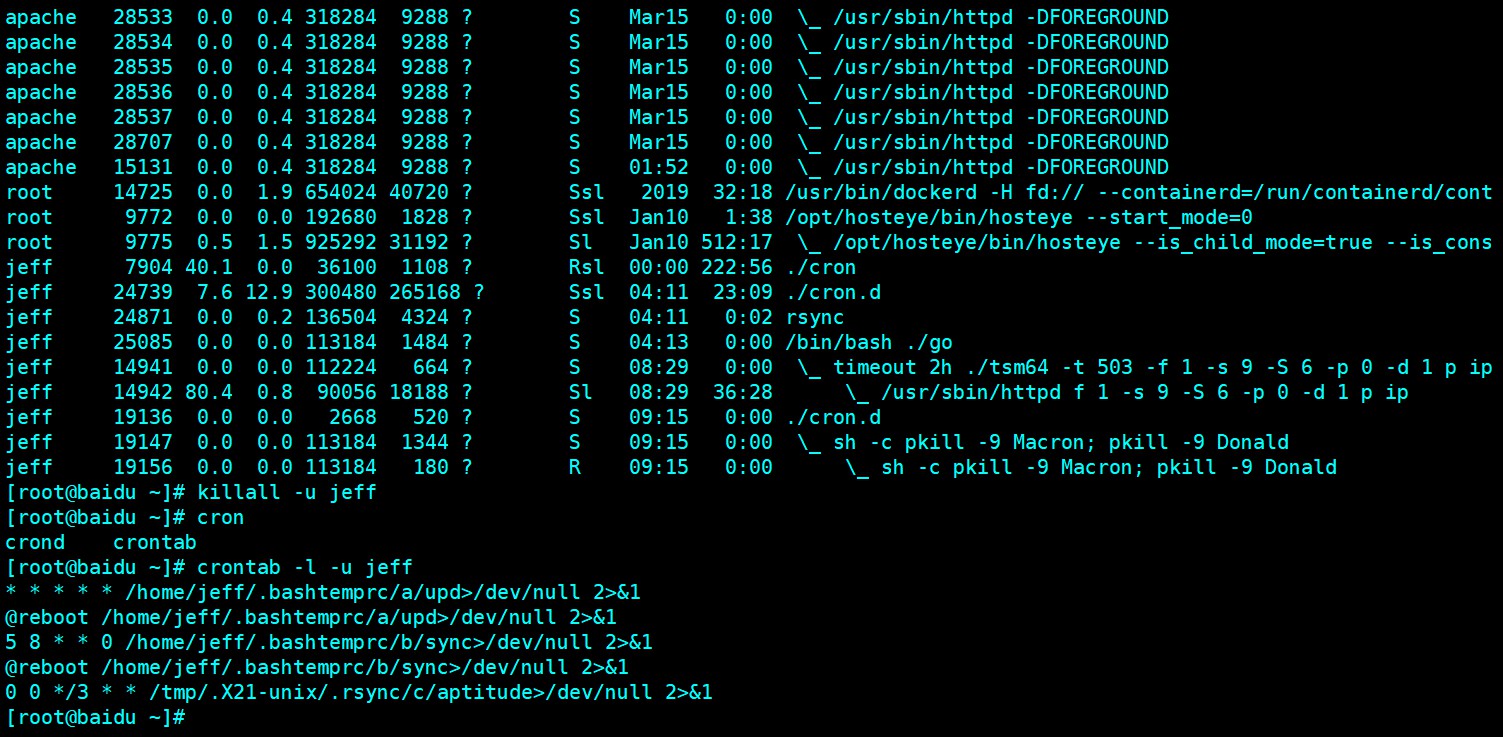 apache   28533  0.0  0.4 318284  9288 ?        S    Mar15   0:00  \_ /usr/sbin/httpd -DFOREGROUND
apache   28534  0.0  0.4 318284  9288 ?        S    Mar15   0:00  \_ /usr/sbin/httpd -DFOREGROUND
apache   28535  0.0  0.4 318284  9288 ?        S    Mar15   0:00  \_ /usr/sbin/httpd -DFOREGROUND
apache   28536  0.0  0.4 318284  9288 ?        S    Mar15   0:00  \_ /usr/sbin/httpd -DFOREGROUND
apache   28537  0.0  0.4 318284  9288 ?        S    Mar15   0:00  \_ /usr/sbin/httpd -DFOREGROUND
apache   28707  0.0  0.4 318284  9288 ?        S    Mar15   0:00  \_ /usr/sbin/httpd -DFOREGROUND
apache   15131  0.0  0.4 318284  9288 ?        S    01:52   0:00  \_ /usr/sbin/httpd -DFOREGROUND
root     14725  0.0  1.9 654024 40720 ?        Ssl   2019  32:18 /usr/bin/dockerd -H fd:// --containerd=/run/containerd/cont
root      9772  0.0  0.0 192680  1828 ?        Ssl  Jan10   1:38 /opt/hosteye/bin/hosteye --start_mode=0
root      9775  0.5  1.5 925292 31192 ?        Sl   Jan10 512:17  \_ /opt/hosteye/bin/hosteye --is_child_mode=true --is_cons
jeff      7904 40.1  0.0  36100  1108 ?        Rsl  00:00 222:56 ./cron
jeff     24739  7.6 12.9 300480 265168 ?       Ssl  04:11  23:09 ./cron.d
jeff     24871  0.0  0.2 136504  4324 ?        S    04:11   0:02 rsync
jeff     25085  0.0  0.0 113184  1484 ?        S    04:13   0:00 /bin/bash ./go
jeff     14941  0.0  0.0 112224   664 ?        S    08:29   0:00  \_ timeout 2h ./tsm64 -t 503 -f 1 -s 9 -S 6 -p 0 -d 1 p ip
jeff     14942 80.4  0.8  90056 18188 ?        Sl   08:29  36:28      \_ /usr/sbin/httpd f 1 -s 9 -S 6 -p 0 -d 1 p ip
jeff     19136  0.0  0.0   2668   520 ?        S    09:15   0:00 ./cron.d
jeff     19147  0.0  0.0 113184  1344 ?        S    09:15   0:00  \_ sh -c pkill -9 Macron; pkill -9 Donald
jeff     19156  0.0  0.0 113184   180 ?        R    09:15   0:00      \_ sh -c pkill -9 Macron; pkill -9 Donald
[root@baidu ~]# killall -u jeff
[root@baidu ~]# cron
crond    crontab
[root@baidu ~]# crontab -l -u jeff
* * * * * /home/jeff/.bashtemprc/a/upd>/dev/null 2>&1
@reboot /home/jeff/.bashtemprc/a/upd>/dev/null 2>&1
5 8 * * 0 /home/jeff/.bashtemprc/b/sync>/dev/null 2>&1
@reboot /home/jeff/.bashtemprc/b/sync>/dev/null 2>&1
0 0 */3 * * /tmp/.X21-unix/.rsync/c/aptitude>/dev/null 2>&1
[root@baidu ~]#